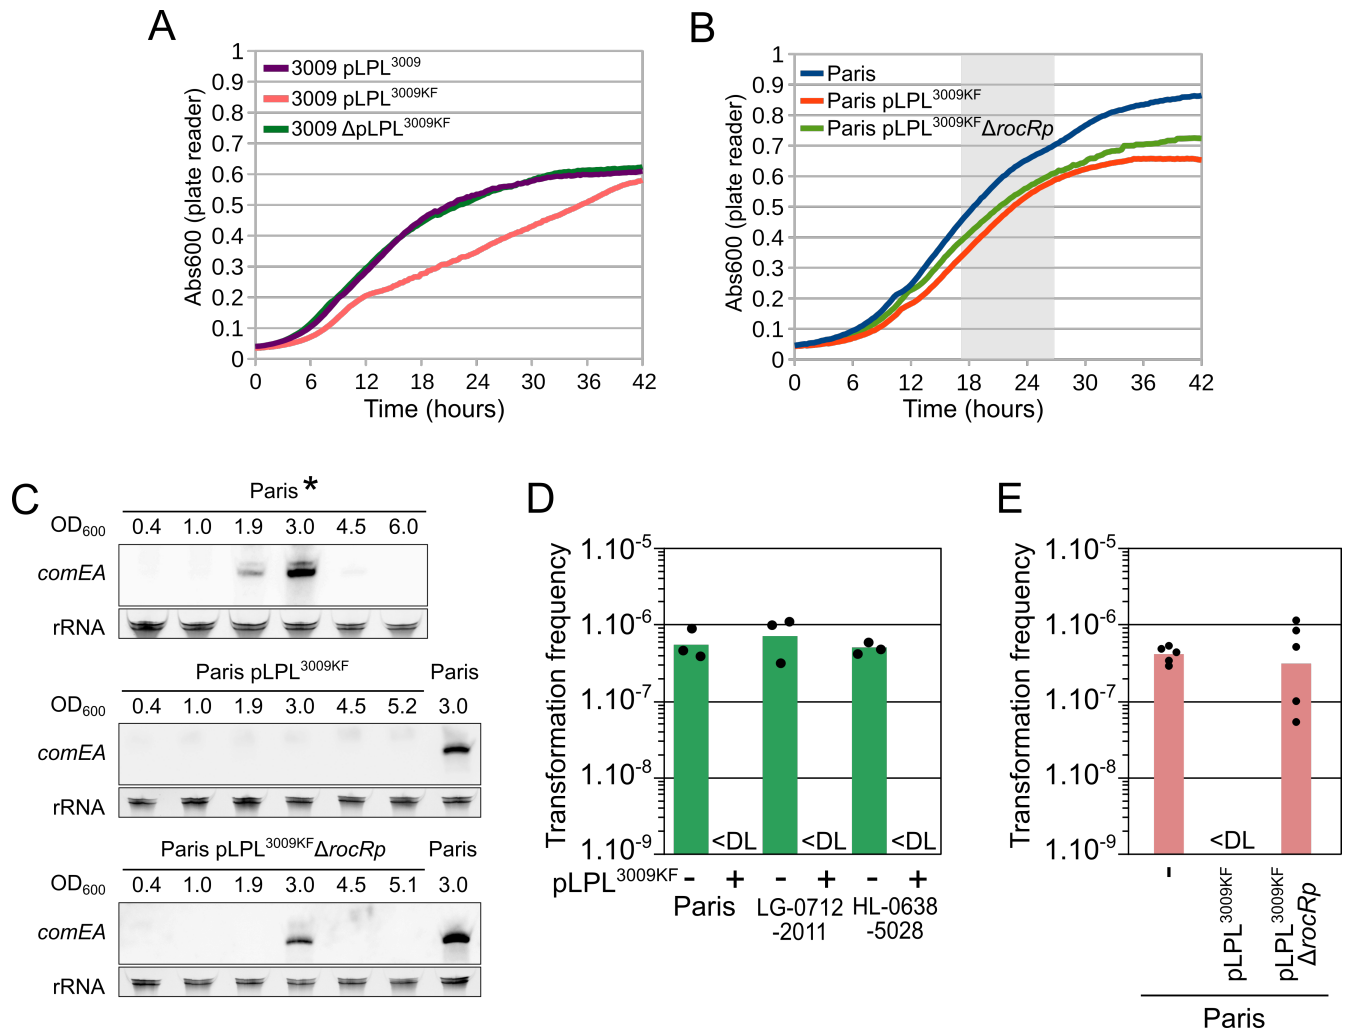 A
1
0.9
0.8
0.7
0.6
0.5
0.4
0.3
0.2
0.1
0
Abs600 (plate reader)
3009 pLPL3009
3009 pLPL3009KF
3009 ΔpLPL3009KF
0 6 12 18 24 30 36 42
Time (hours)
B
1
0.9
0.8
0.7
0.6
0.5
0.4
0.3
0.2
0.1
0
Abs600 (plate reader)
Paris
Paris pLPL3009KF
Paris pLPL3009KFΔrocRp
0 6 12 18 24 30 36 42
Time (hours)
C
Paris *
OD600 0.4 1.0 1.9 3.0 4.5 6.0
comEA
rRNA
Paris pLPL3009KF Paris
OD600 0.4 1.0 1.9 3.0 4.5 5.2 3.0
comEA
rRNA
Paris pLPL3009KFΔrocRp Paris
OD600 0.4 1.0 1.9 3.0 4.5 5.1 3.0
comEA
rRNA
D
Transformation frequency
1.10-5
1.10-6
1.10-7
1.10-8
1.10-9
<DL <DL <DL
pLPL3009KF - + - + - +
Paris LG-0712 HL-0638
-2011 -5028
E
Transformation frequency
1.10-5
1.10-6
1.10-7
1.10-8
1.10-9
<DL
-
pLPL3009KF
pLPL3009KF
ΔrocRp
Paris